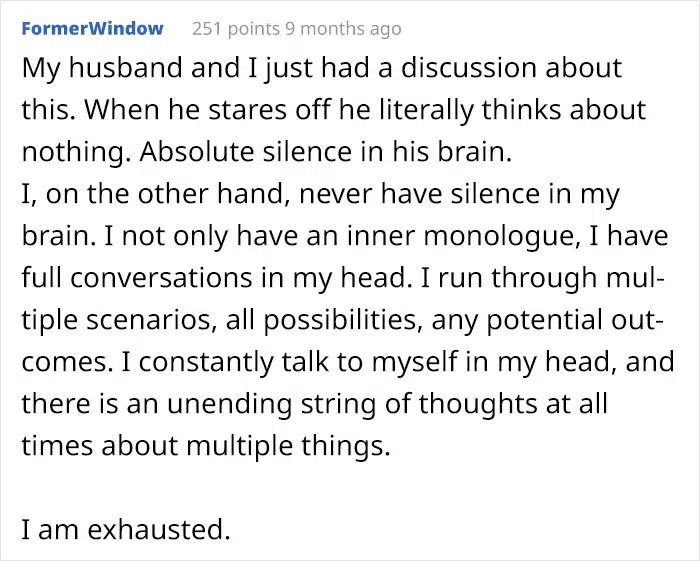 FormerWindow 251 points 9 months ago
My husband and I just had a discussion about
this. When he stares off he literally thinks about
nothing. Absolute silence in his brain.
I, on the other hand, never have silence in my
brain. I not only have an inner monologue, I have
full conversations in my head. I run through mul-
tiple scenarios, all possibilities, any potential out-
comes. I constantly talk to myself in my head, and
there is an unending string of thoughts at all
times about multiple things.
I am exhausted.